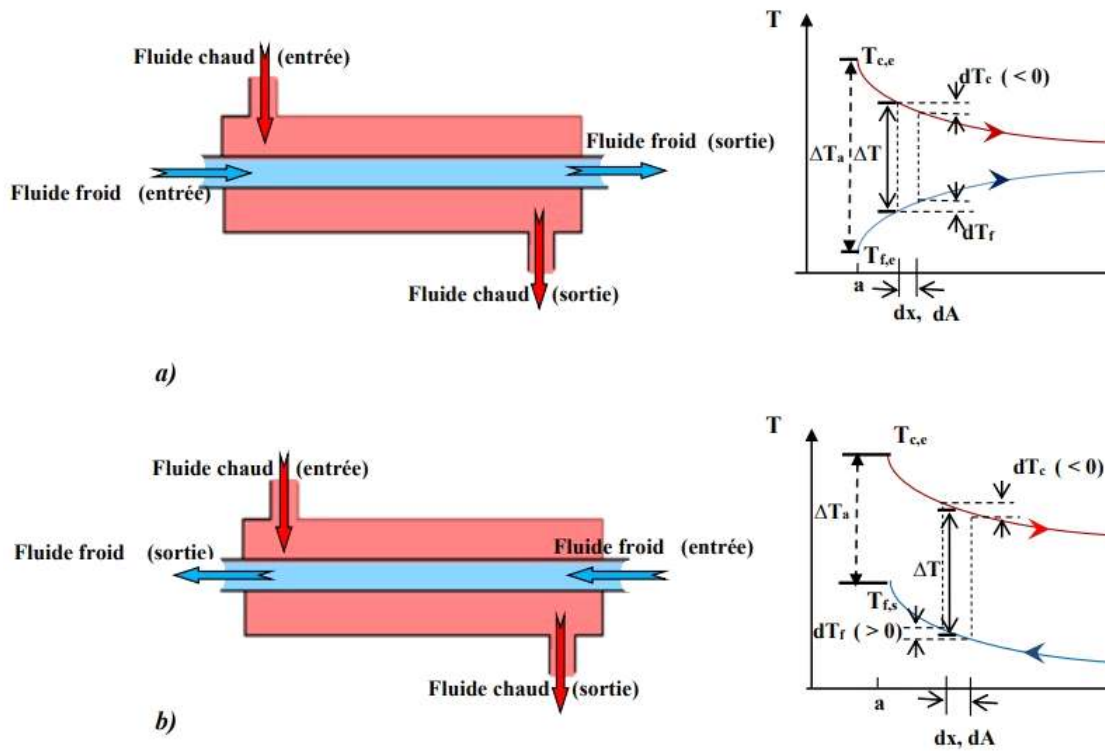 Fluide chaud (entrée)
Fluide froid (sortie)
Fluide froid (entrée)
Fluide chaud (sortie)
a)
T
Tc,e
dTc ( < 0)
ΔTa
ΔT
dTf
Tf,e
a
dx, dA
Fluide chaud (entrée)
Fluide froid (sortie)
Fluide froid (entrée)
Fluide chaud (sortie)
b)
T
Tc,e
dTc ( < 0)
ΔTa
ΔT
Tf,s
dTf ( > 0)
a
dx, dA